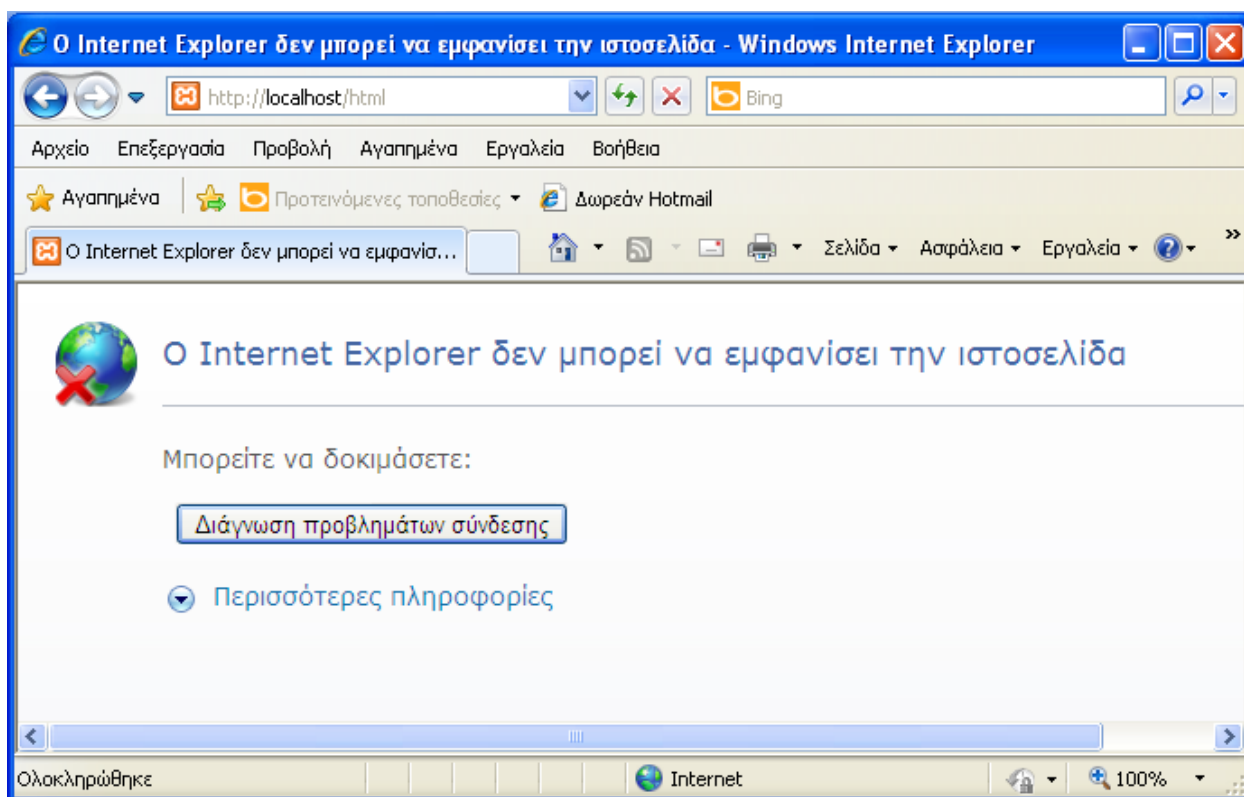 Ο Internet Explorer δεν μπορεί να εμφανίσει την ιστοσελίδα - Windows Internet Explorer
http://localhost/html Bing
Αρχείο Επεξεργασία Προβολή Αγαπημένα Εργαλεία Βοήθεια
Αγαπημένα Προτεινόμενες τοποθεσίες Δωρεάν Hotmail
Ο Internet Explorer δεν μπορεί να εμφανίσ... Σελίδα Ασφάλεια Εργαλεία »
Ο Internet Explorer δεν μπορεί να εμφανίσει την ιστοσελίδα
Μπορείτε να δοκιμάσετε:
Διάγνωση προβλημάτων σύνδεσης
Περισσότερες πληροφορίες
Ολοκληρώθηκε Internet 100%